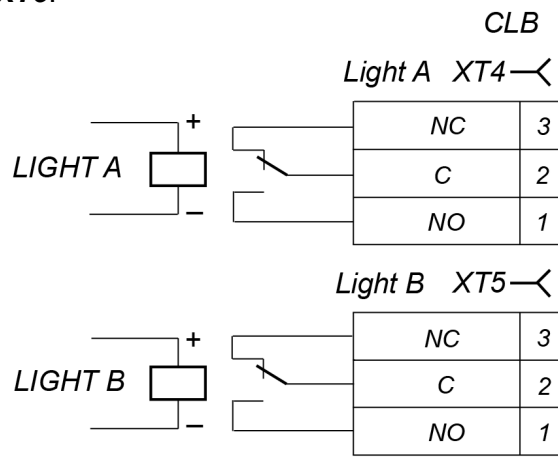 CLB
Light A XT4
+
NC 3
LIGHT A
C 2
–
NO 1
Light B XT5
+
NC 3
LIGHT B
C 2
–
NO 1